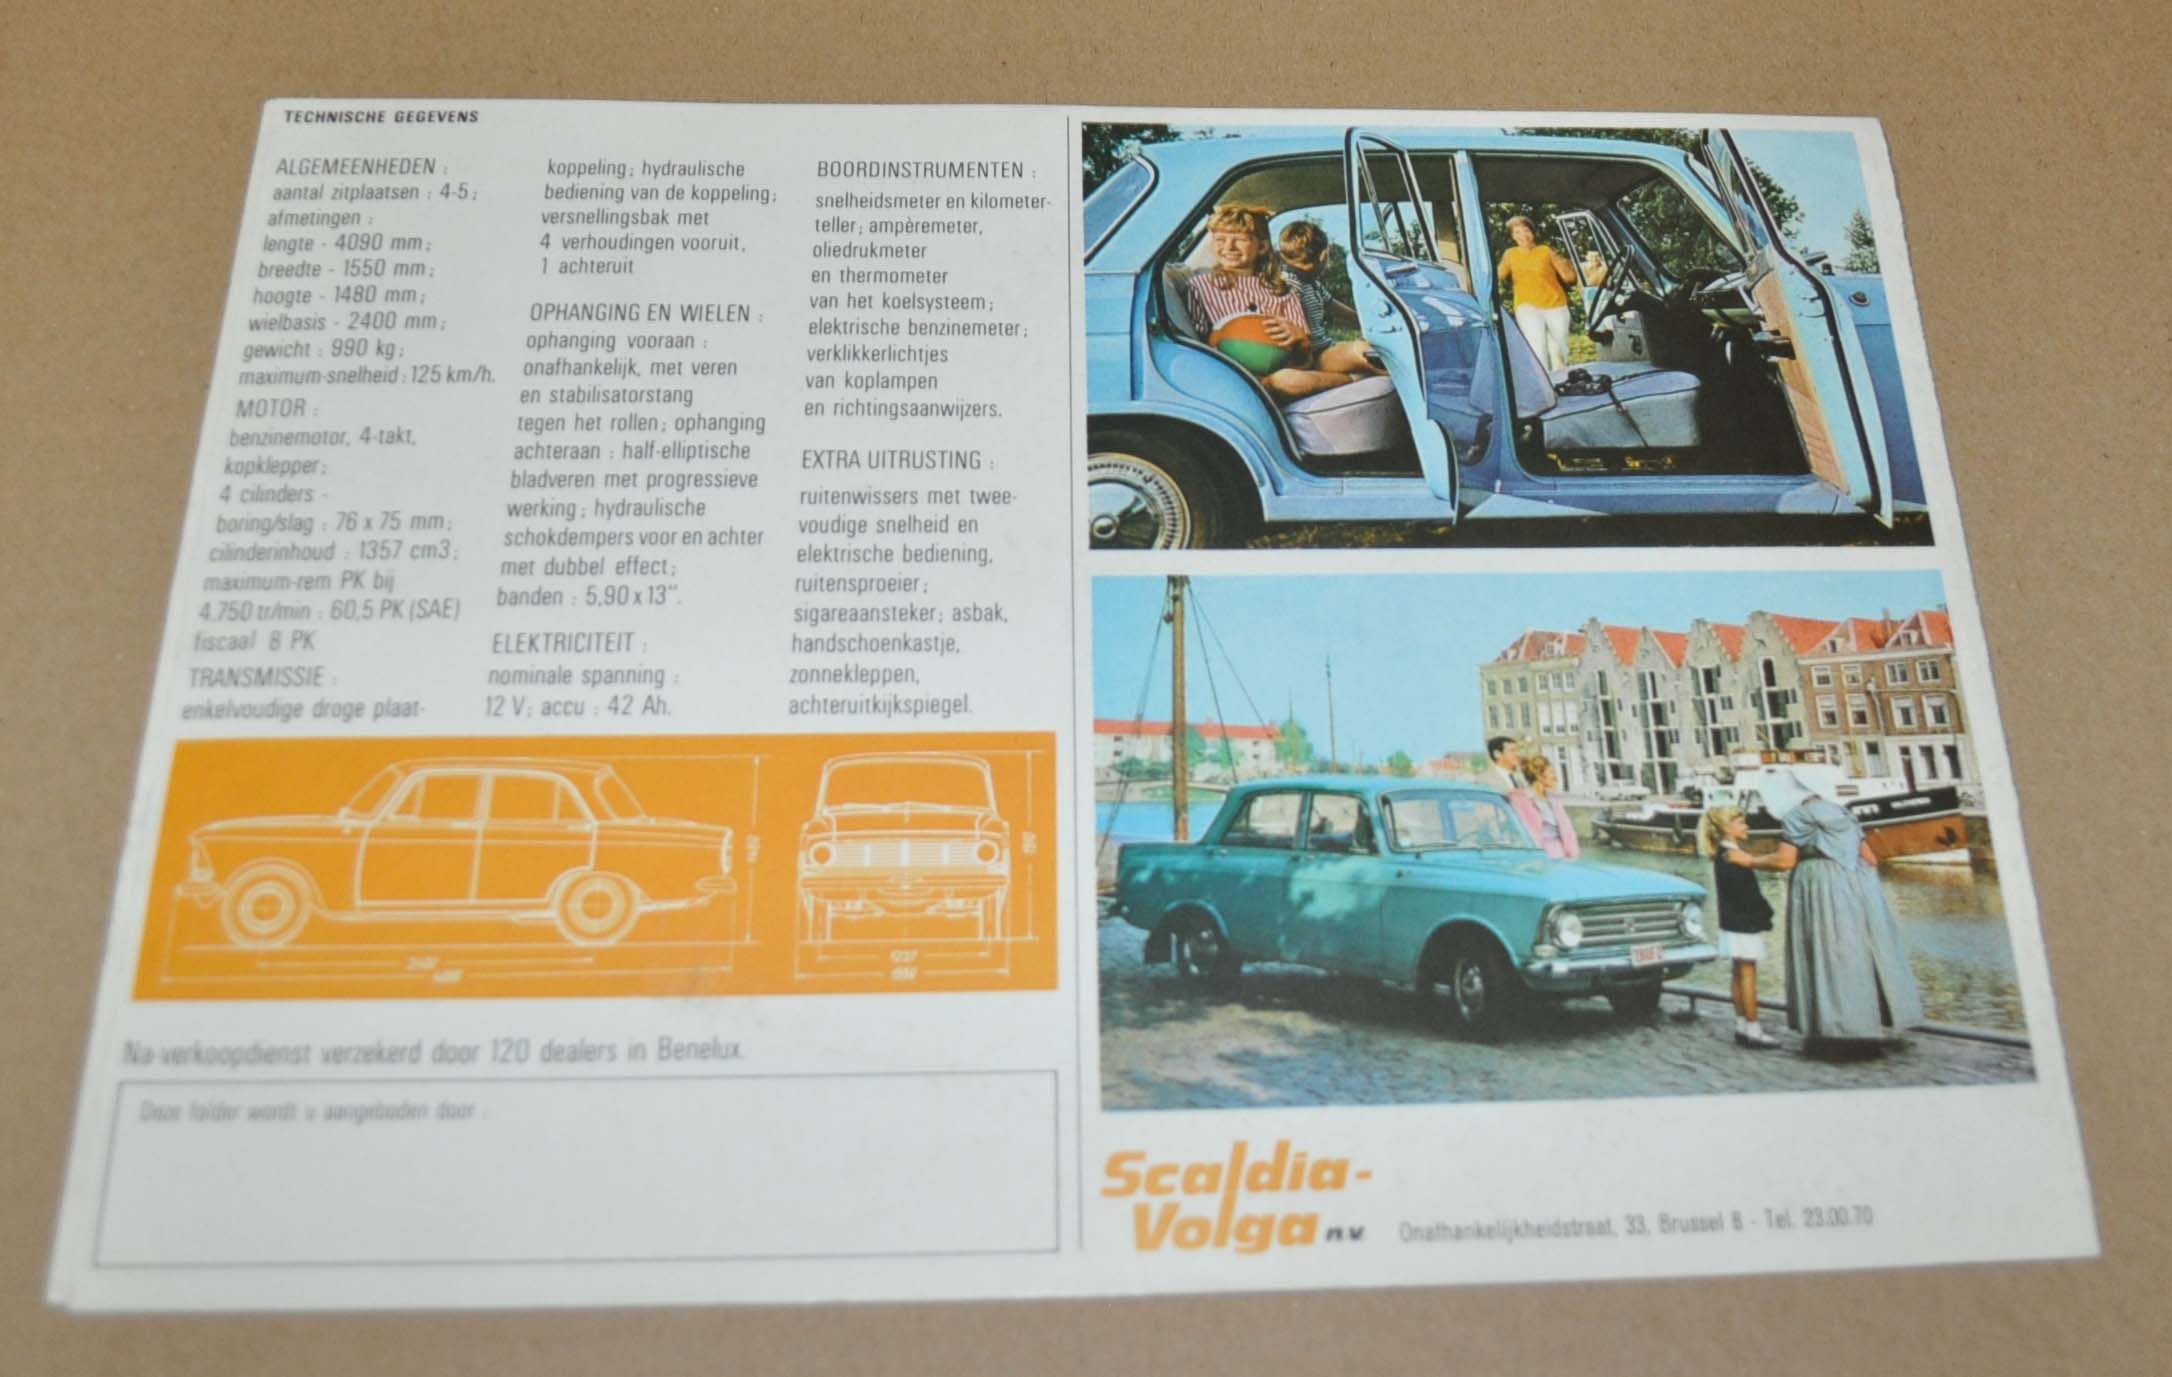 TECHNISCHE GEGEVENS
ALGEMEENHEDEN :
aantal zitplaatsen : 4-5 ;
afmetingen :
lengte - 4090 mm ;
breedte - 1550 mm ;
hoogte - 1480 mm ;
wielbasis - 2400 mm ;
gewicht : 990 kg ;
maximum-snelheid : 125 km/h.
MOTOR :
benzinemotor, 4-takt,
kopklepper ;
4 cilinders -
boring/slag : 76 x 75 mm ;
cilinderinhoud : 1357 cm3 ;
maximum-rem PK bij
4.750 tr/min : 60,5 PK (SAE)
fiscaal 8 PK
TRANSMISSIE :
enkelvoudige droge plaat-
koppeling ; hydraulische
bediening van de koppeling ;
versnellingsbak met
4 verhoudingen vooruit,
1 achteruit
OPHANGING EN WIELEN :
ophanging vooraan :
onafhankelijk, met veren
en stabilisatorstang
tegen het rollen ; ophanging
achteraan : half-elliptische
bladveren met progressieve
werking ; hydraulische
schokdempers voor en achter
met dubbel effect ;
banden : 5,90 x 13".
ELEKTRICITEIT :
nominale spanning :
12 V ; accu : 42 Ah.
BOORDINSTRUMENTEN :
snelheidsmeter en kilometer-
teller ; ampèremeter,
oliedrukmeter
en thermometer
van het koelsysteem ;
elektrische benzinemeter ;
verklikkerlichtjes
van koplampen
en richtingsaanwijzers.
EXTRA UITRUSTING :
ruitenwissers met twee-
voudige snelheid en
elektrische bediening,
ruitensproeier ;
sigareaansteker ; asbak,
handschoenkastje,
zonnekleppen,
achteruitkijkspiegel.
1237
Na-verkoopdienst verzekerd door 120 dealers in Benelux.
Deze folder wordt u aangeboden door :
Scaldia-
Volga n.v.
Onafhankelijkheidstraat, 33, Brussel 8 - Tel. 23.00.70